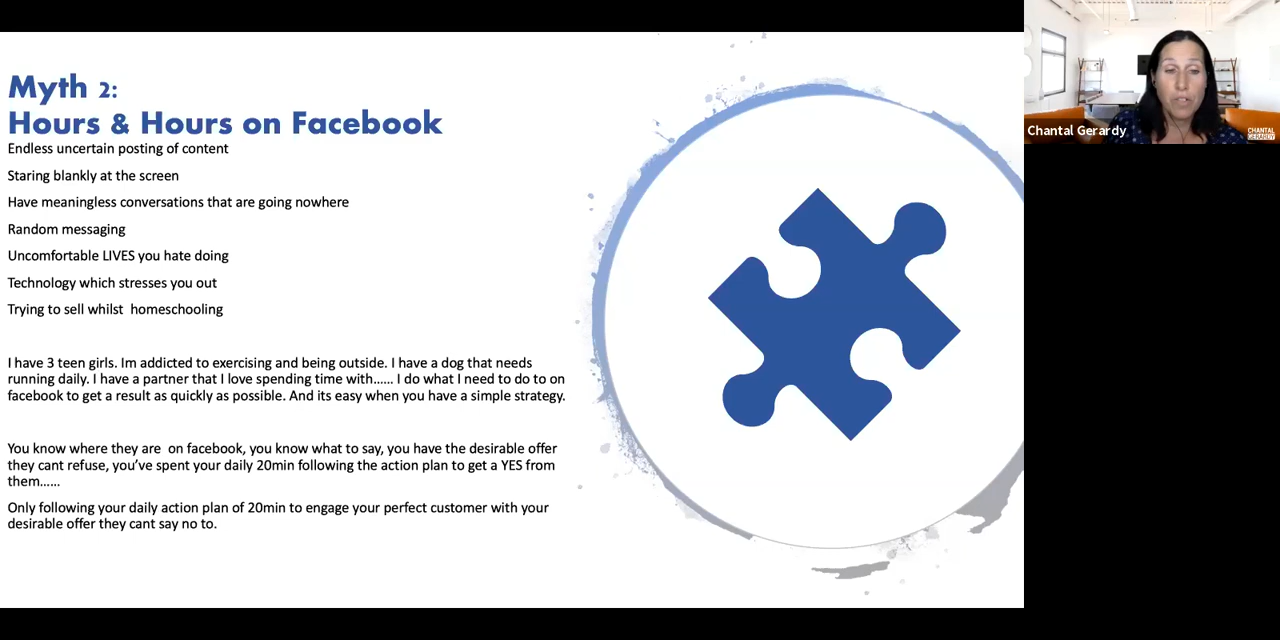 Myth 2:
Hours & Hours on Facebook
Endless uncertain posting of content
Staring blankly at the screen
Have meaningless conversations that are going nowhere
Random messaging
Uncomfortable LIVES you hate doing
Technology which stresses you out
Trying to sell whilst  homeschooling
I have 3 teen girls. Im addicted to exercising and being outside. I have a dog that needs
running daily. I have a partner that I love spending time with...... I do what I need to do to on
facebook to get a result as quickly as possible. And its easy when you have a simple strategy.
You know where they are  on facebook, you know what to say, you have the desirable offer
they cant refuse, you’ve spent your daily 20min following the action plan to get a YES from
them......
Only following your daily action plan of 20min to engage your perfect customer with your
desirable offer they cant say no to.
Chantal Gerardy
CHANTAL
GERARDY